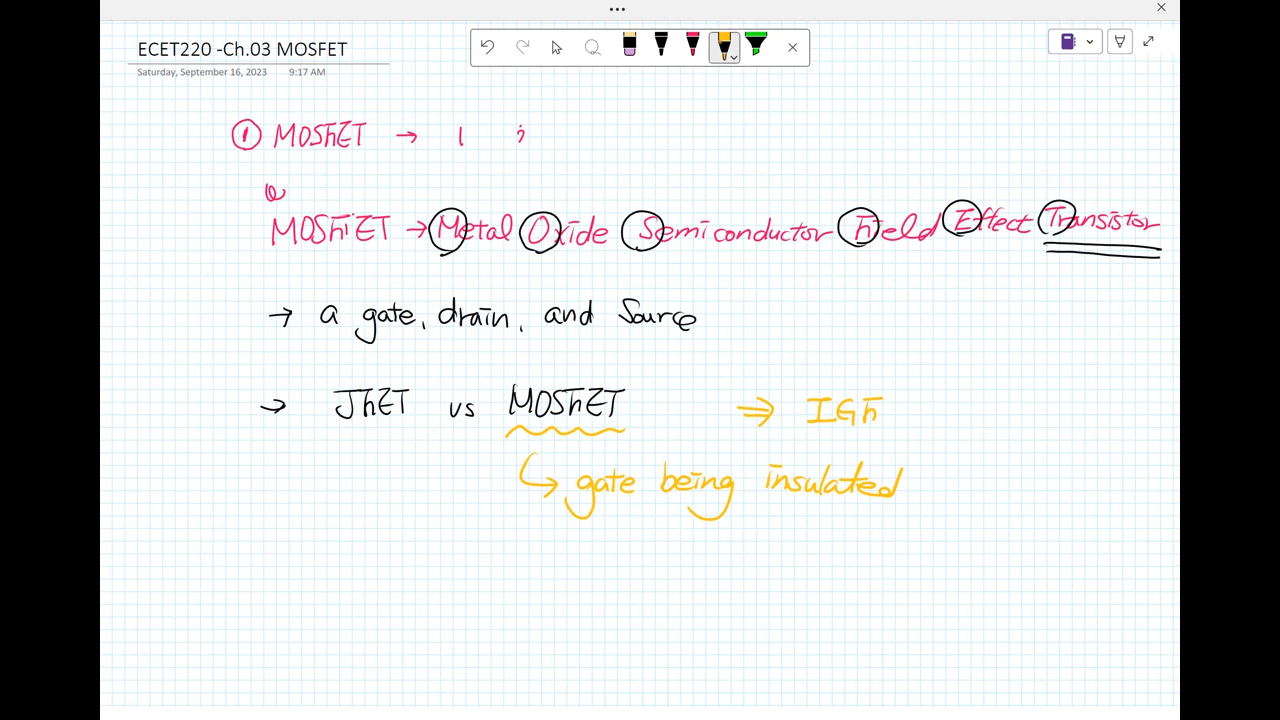 ECET220 -Ch.03 MOSFET
Saturday, September 16, 2023 9:17 AM
① MOSFET →
MOSFET → Metal Oxide Semiconductor Field Effect Transistor
→ a gate, drain, and Source
→ JFET vs MOSFET ⇒ IGF
↳ gate being insulated